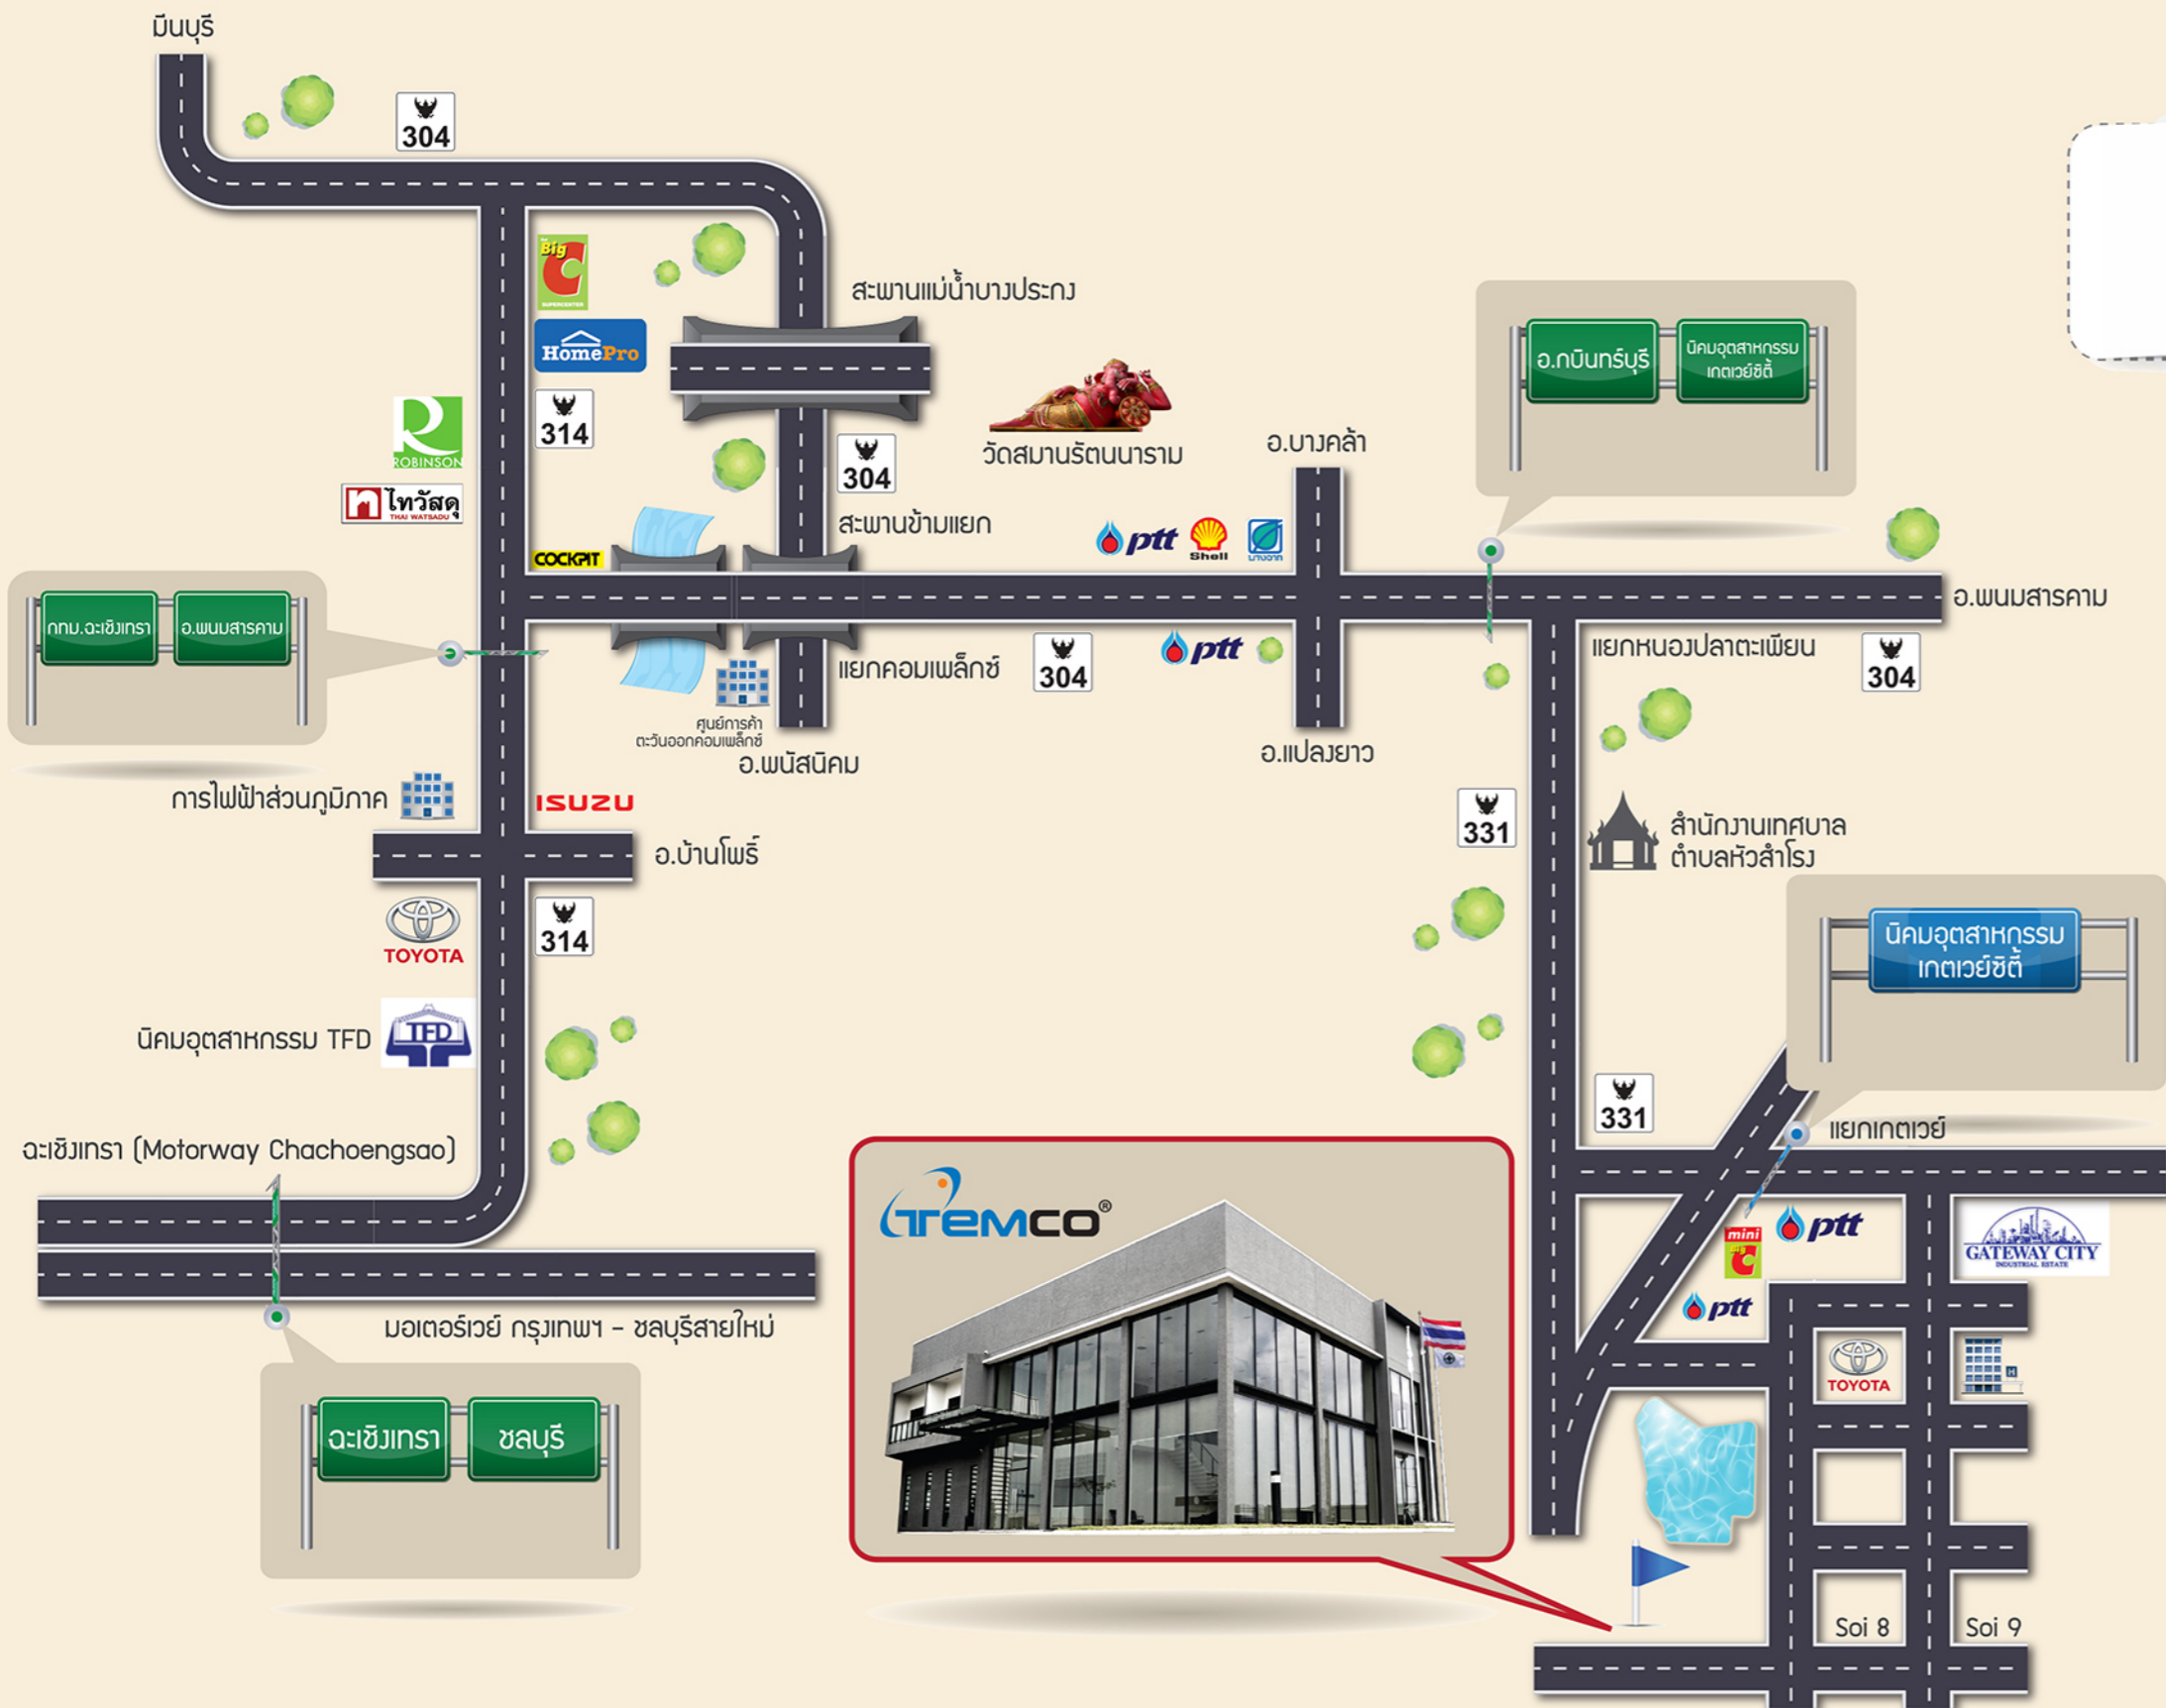 มีนบุรี
304
Big
C
SUPERCENTER
HomePro
314
ROBINSON
ไทวัสดุ
THAI WATSADU
สะพานแม่น้ำบางปะกง
304
วัดสมานรัตนนาราม
อ.บางคล้า
อ.กบินทร์บุรี
นิคมอุตสาหกรรม
เกตเวย์ซิตี้
สะพานข้ามแยก
ptt
Shell
บางจาก
COCKPIT
กทม.ฉะเชิงเทรา
อ.พนมสารคาม
อ.พนมสารคาม
แยกคอมเพล็กซ์
304
ptt
แยกหนองปลาตะเพียน
304
ศูนย์การค้า
ตะวันออกคอมเพล็กซ์
อ.พนัสนิคม
อ.แปลงยาว
การไฟฟ้าส่วนภูมิภาค
ISUZU
331
สำนักงานเทศบาล
ตำบลหัวสำโรง
อ.บ้านโพธิ์
TOYOTA
314
นิคมอุตสาหกรรม
เกตเวย์ซิตี้
นิคมอุตสาหกรรม TFD
TFD
331
แยกเกตเวย์
ฉะเชิงเทรา (Motorway Chachoengsao)
TEMCO®
mini
Big
C
ptt
GATEWAY CITY
INDUSTRIAL ESTATE
ptt
มอเตอร์เวย์ กรุงเทพฯ - ชลบุรีสายใหม่
TOYOTA
H
ฉะเชิงเทรา
ชลบุรี
Soi 8
Soi 9